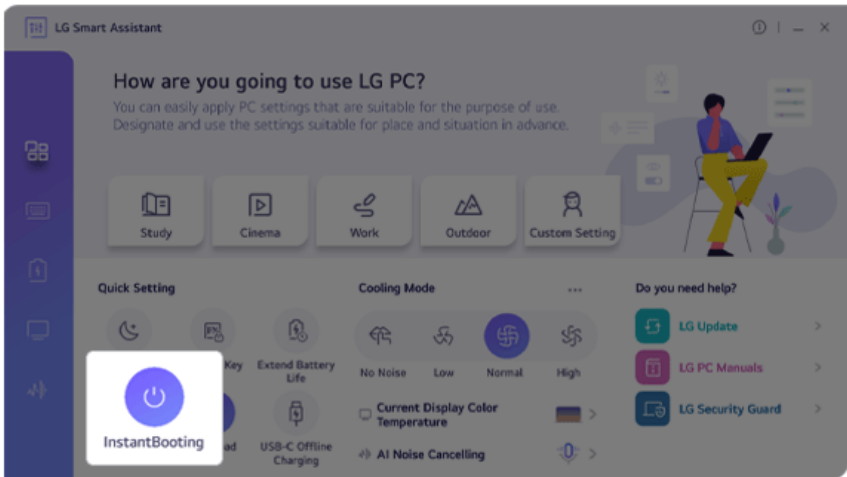 LG Smart Assistant
How are you going to use LG PC?
You can easily apply PC settings that are suitable for the purpose of use.
Designate and use the settings suitable for place and situation in advance.
Study
Cinema
Work
Outdoor
Custom Setting
Quick Setting
Key
Extend Battery
Life
InstantBooting
ad
USB-C Offline
Charging
Cooling Mode
No Noise
Low
Normal
High
Current Display Color
Temperature
AI Noise Cancelling
Do you need help?
LG Update
LG PC Manuals
LG Security Guard